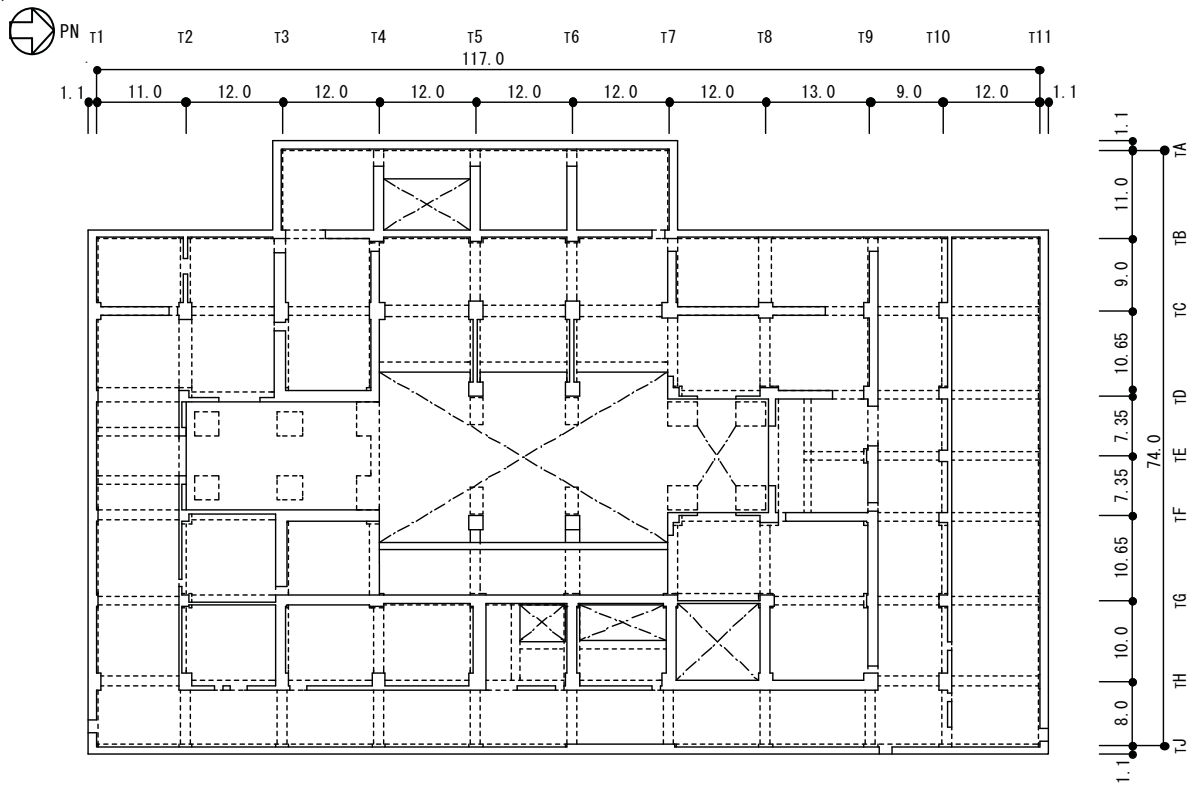 PN T1 T2 T3 T4 T5 T6 T7 T8 T9 T10 T11
117.0
1.1 11.0 12.0 12.0 12.0 12.0 12.0 12.0 13.0 9.0 12.0 1.1
1.1
TA
11.0
TB
9.0
TC
10.65
TD
7.35
74.0
TE
7.35
TF
10.65
TG
10.0
TH
8.0
TJ
1.1